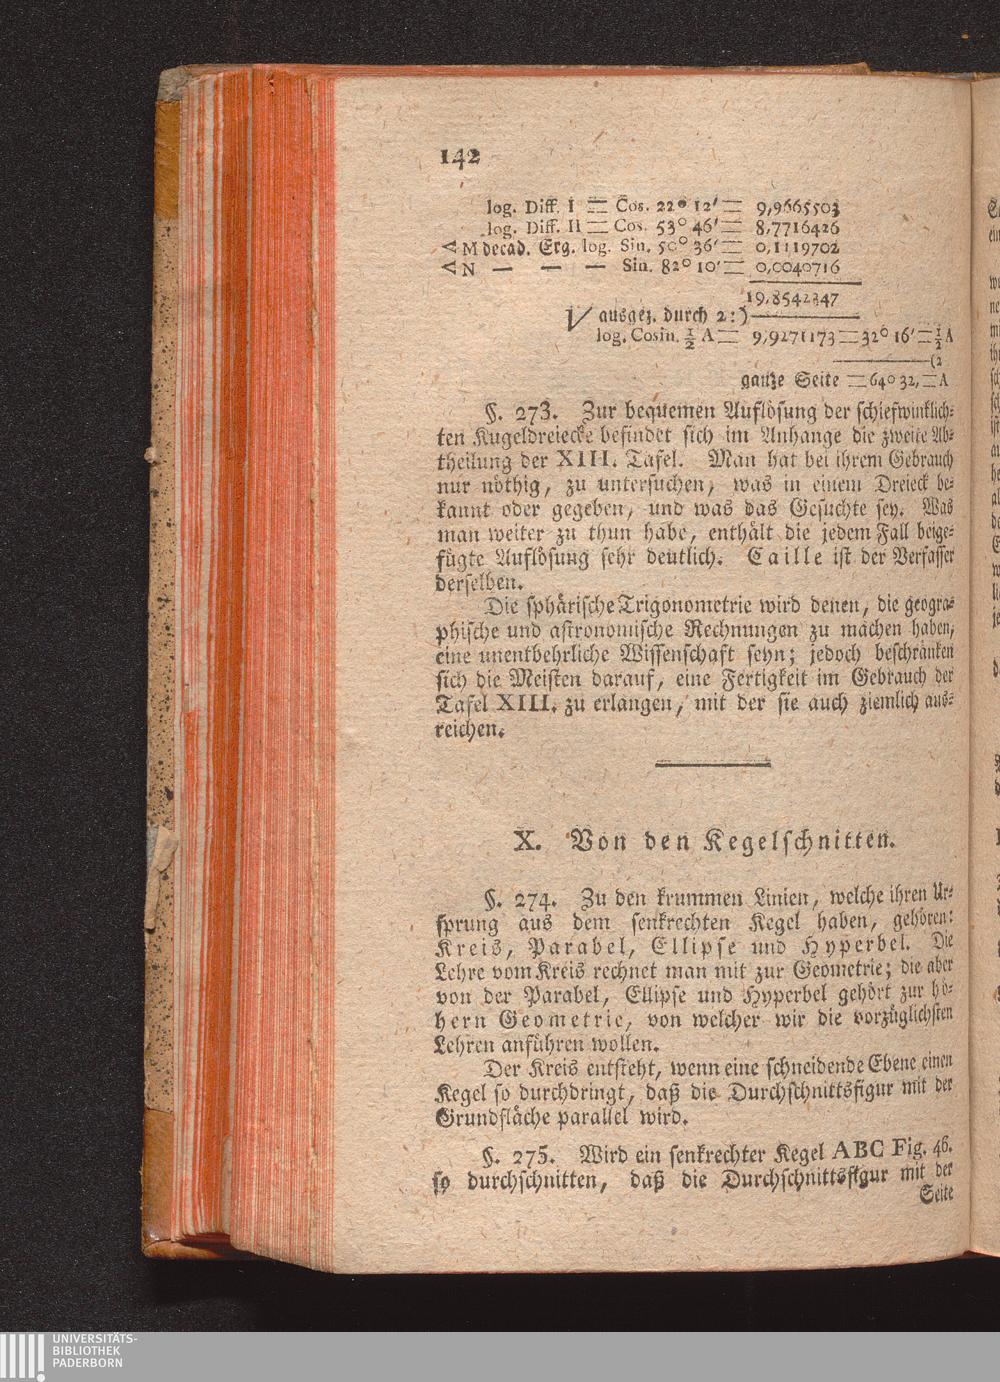 142
log. Diff. I = Cos. 22° 12′ = 9,9665503
log. Diff. II = Cos. 53° 46′ = 8,7716426
< M decad. Erg. log. Sin. 50° 36′ = 0,1119702
< N — — — Sin. 82° 10′ = 0,0040716
19,8542347
√ ausgez. durch 2:)
log. Cosin. ½ A = 9,9271173 = 32° 16′ = ½ A
(2
ganze Seite = 64° 32, = A
§. 273. Zur bequemen Auflösung der schiefwinklich-
ten Kugeldreiecke befindet sich im Anhange die zweite Ab-
theilung der XIII. Tafel. Man hat bei ihrem Gebrauch
nur nöthig, zu untersuchen, was in einem Dreieck be-
kannt oder gegeben, und was das Gesuchte sey. Was
man weiter zu thun habe, enthält die jedem Fall beige-
fügte Auflösung sehr deutlich. Caille ist der Verfasser
derselben.
Die sphärische Trigonometrie wird denen, die geogra-
phische und astronomische Rechnungen zu machen haben,
eine unentbehrliche Wissenschaft seyn; jedoch beschränken
sich die Meisten darauf, eine Fertigkeit im Gebrauch der
Tafel XIII. zu erlangen, mit der sie auch ziemlich aus-
reichen.
X. Von den Kegelschnitten.
§. 274. Zu den krummen Linien, welche ihren Ur-
sprung aus dem senkrechten Kegel haben, gehören:
Kreis, Parabel, Ellipse und Hyperbel. Die
Lehre vom Kreis rechnet man mit zur Geometrie; die aber
von der Parabel, Ellipse und Hyperbel gehört zur hö-
hern Geometrie, von welcher wir die vorzüglichsten
Lehren anführen wollen.
Der Kreis entsteht, wenn eine schneidende Ebene einen
Kegel so durchdringt, daß die Durchschnittsfigur mit der
Grundfläche parallel wird.
§. 275. Wird ein senkrechter Kegel ABC Fig. 46.
so durchschnitten, daß die Durchschnittsfigur mit der
Seite
UNIVERSITÄTS-
BIBLIOTHEK
PADERBORN